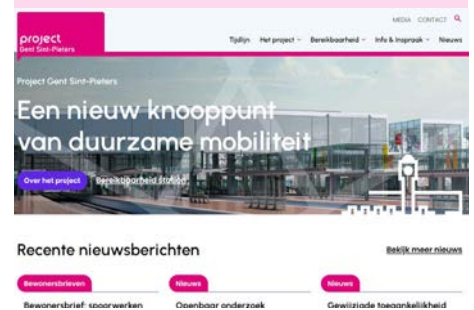 MEDIA CONTACT
project
Gent Sint-Pieters
Tijdlijn Het project Bereikbaarheid Info & Inspraak Nieuws
Project Gent Sint-Pieters
Een nieuw knooppunt
van duurzame mobiliteit
Over het project Bereikbaarheid station
Recente nieuwsberichten Bekijk meer nieuws
Bewonersbrieven Nieuws Nieuws
Bewonersbrief: spoorwerken Openbaar onderzoek Gewijzigde toegankelijkheid